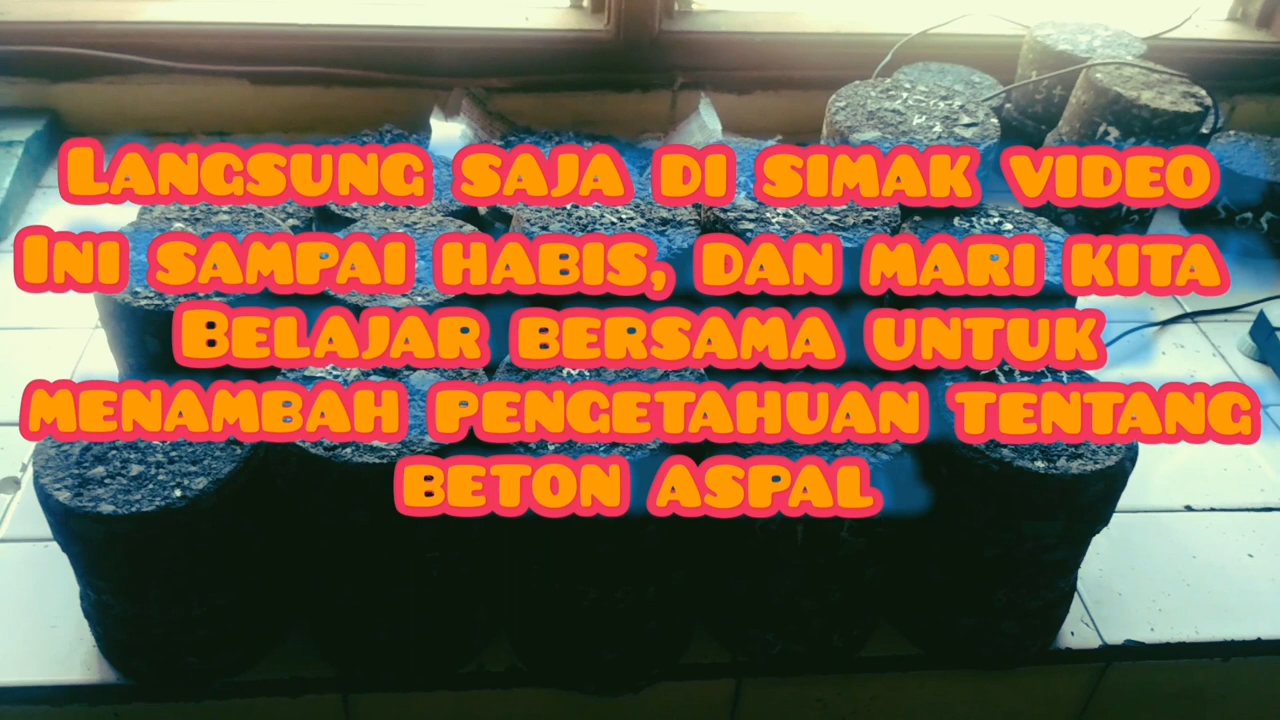 Langsung saja di simak video
Ini sampai habis, dan mari kita
Belajar bersama untuk
menambah pengetahuan tentang
beton aspal